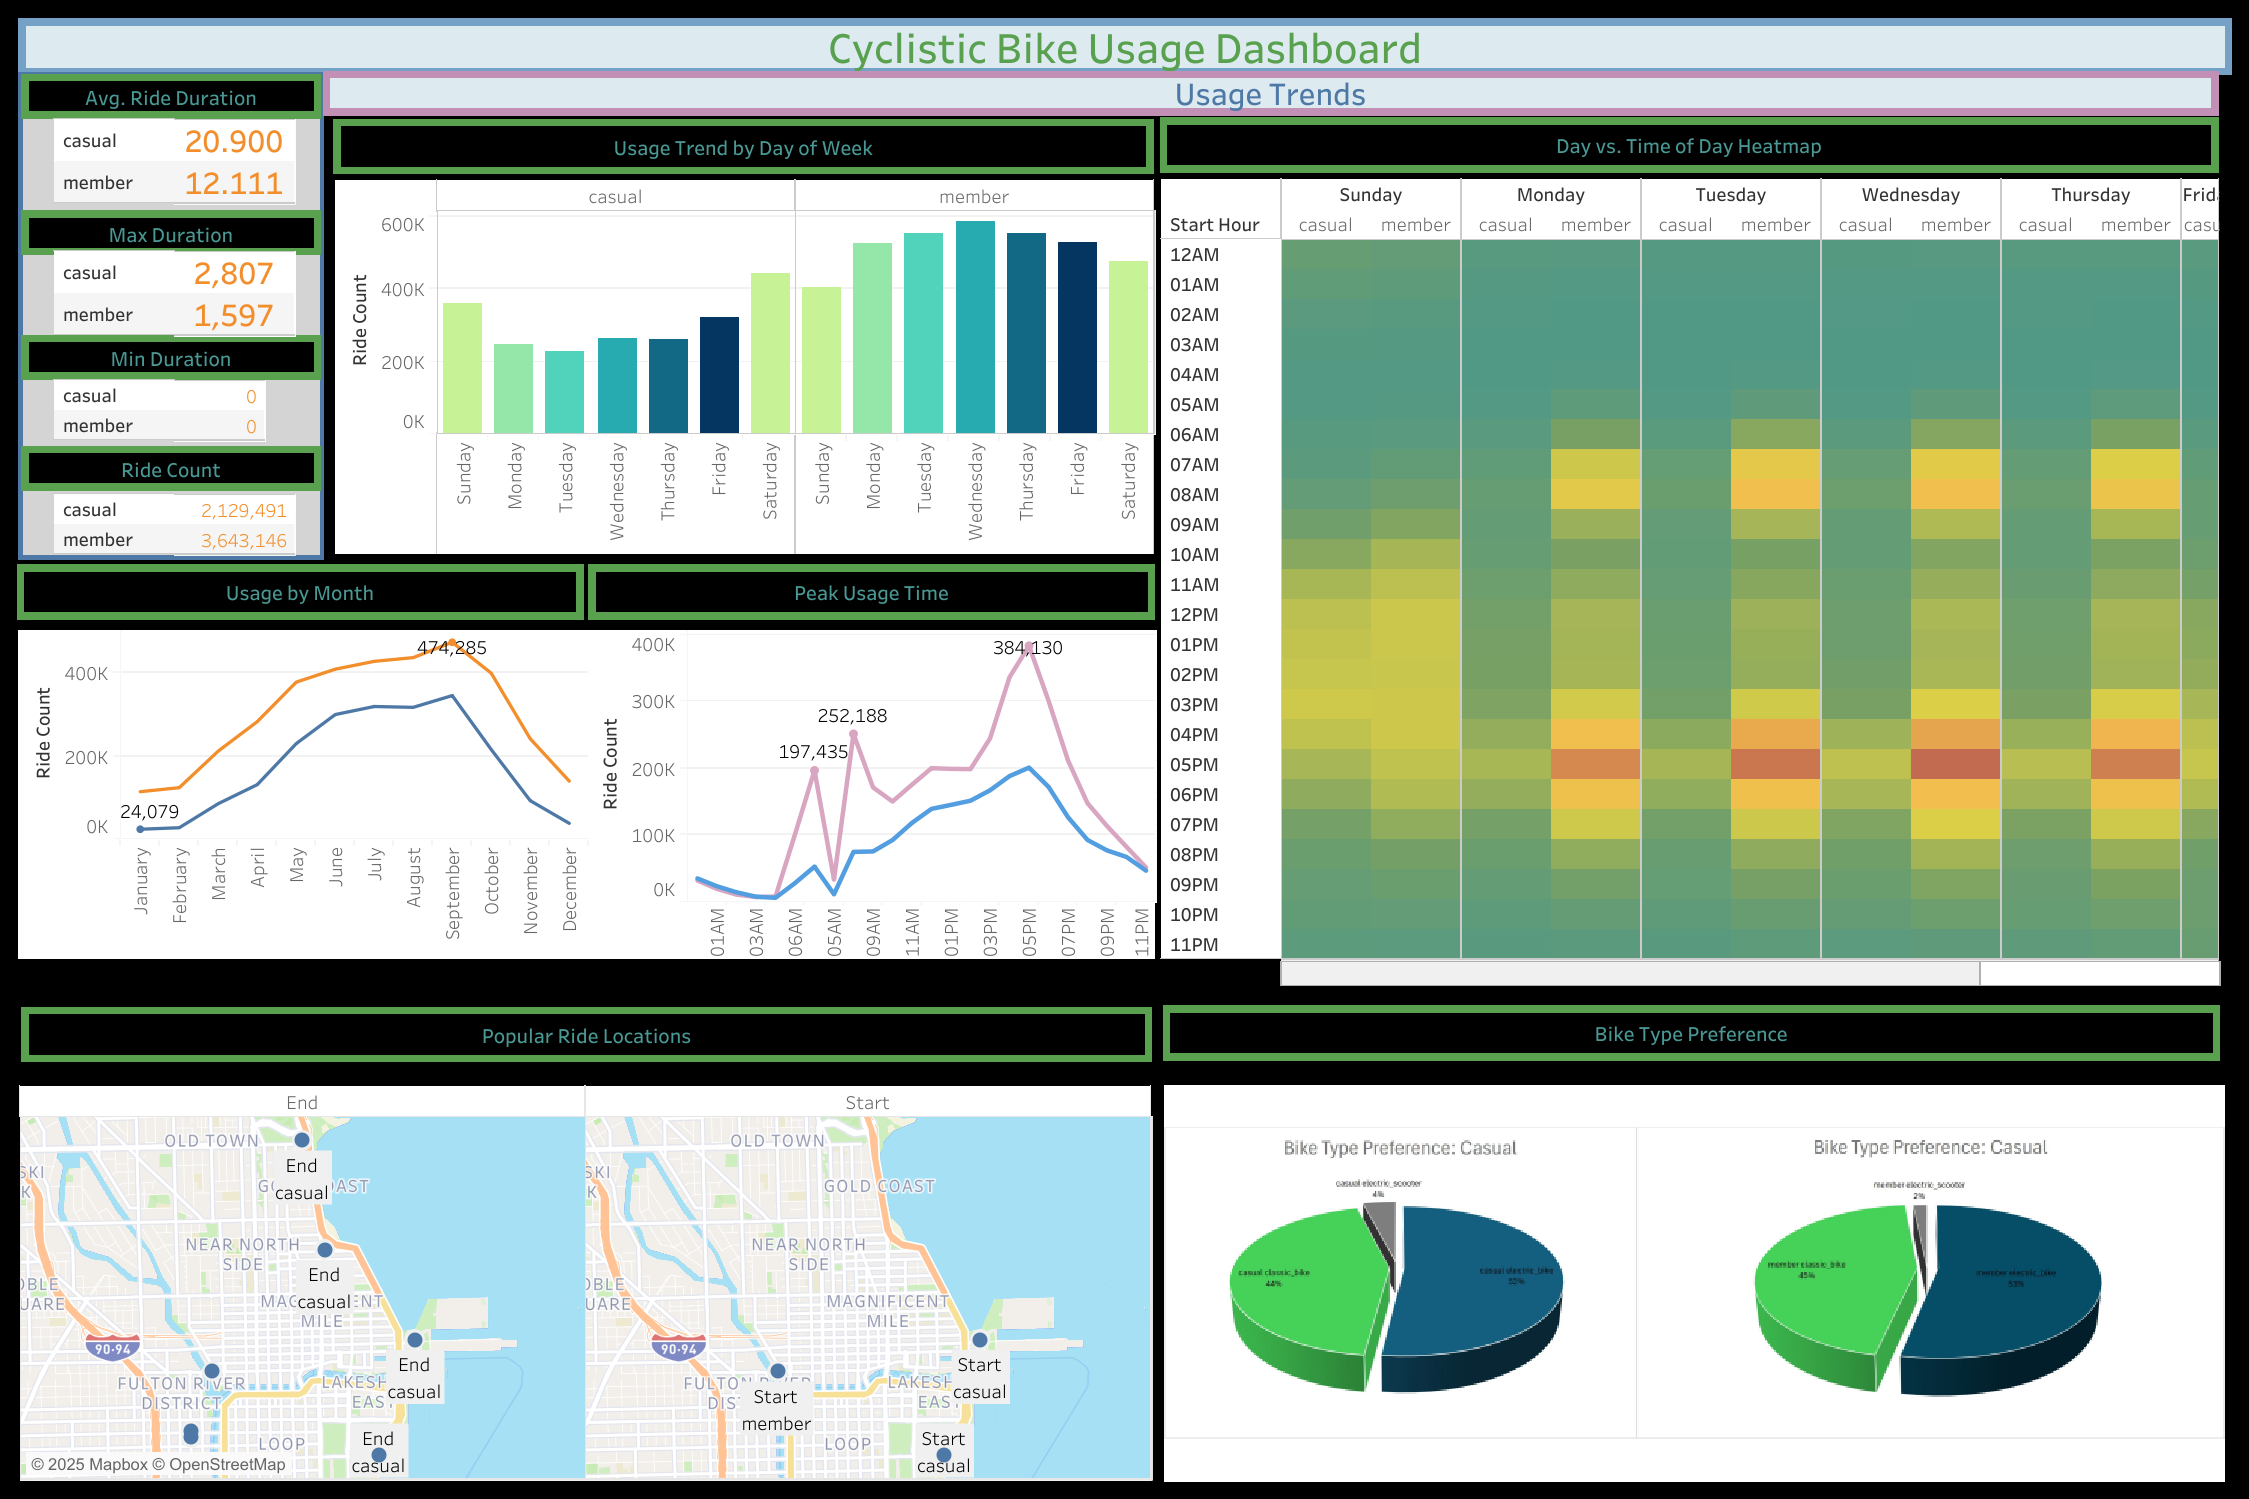 Cyclistic Bike Usage Dashboard
Usage Trends
Avg. Ride Duration
casual 20.900
member 12.111
Max Duration
casual 2,807
member 1,597
Min Duration
casual 0
member 0
Ride Count
casual 2,129,491
member 3,643,146
Usage Trend by Day of Week
casual member
Ride Count
600K
400K
200K
0K
Sunday Monday Tuesday Wednesday Thursday Friday Saturday Sunday Monday Tuesday Wednesday Thursday Friday Saturday
Day vs. Time of Day Heatmap
Sunday Monday Tuesday Wednesday Thursday Frid
Start Hour casual member casual member casual member casual member casual member casu
12AM
01AM
02AM
03AM
04AM
05AM
06AM
07AM
08AM
09AM
10AM
11AM
12PM
01PM
02PM
03PM
04PM
05PM
06PM
07PM
08PM
09PM
10PM
11PM
Usage by Month
Ride Count
400K
200K
0K
474,285
24,079
January February March April May June July August September October November December
Peak Usage Time
Ride Count
400K
300K
200K
100K
0K
384,130
252,188
197,435
01AM 03AM 06AM 05AM 09AM 11AM 01PM 03PM 05PM 07PM 09PM 11PM
Popular Ride Locations
End
OLD TOWN
SKI
K
End
casual
NEAR NORTH
SIDE
End
casual
MILE
OBLE
UARE
90-94
End
casual
FULTON RIVER
DISTRICT
LOOP
End
casual
© 2025 Mapbox © OpenStreetMap
Start
OLD TOWN
SKI
K
GOLD COAST
NEAR NORTH
SIDE
MAGNIFICENT
MILE
OBLE
UARE
90-94
Start
casual
Start
member
LOOP
Start
casual
Bike Type Preference
Bike Type Preference: Casual
casual electric_scooter
4%
casual classic_bike
44%
casual electric_bike
52%
Bike Type Preference: Casual
member electric_scooter
2%
member classic_bike
45%
member electric_bike
53%